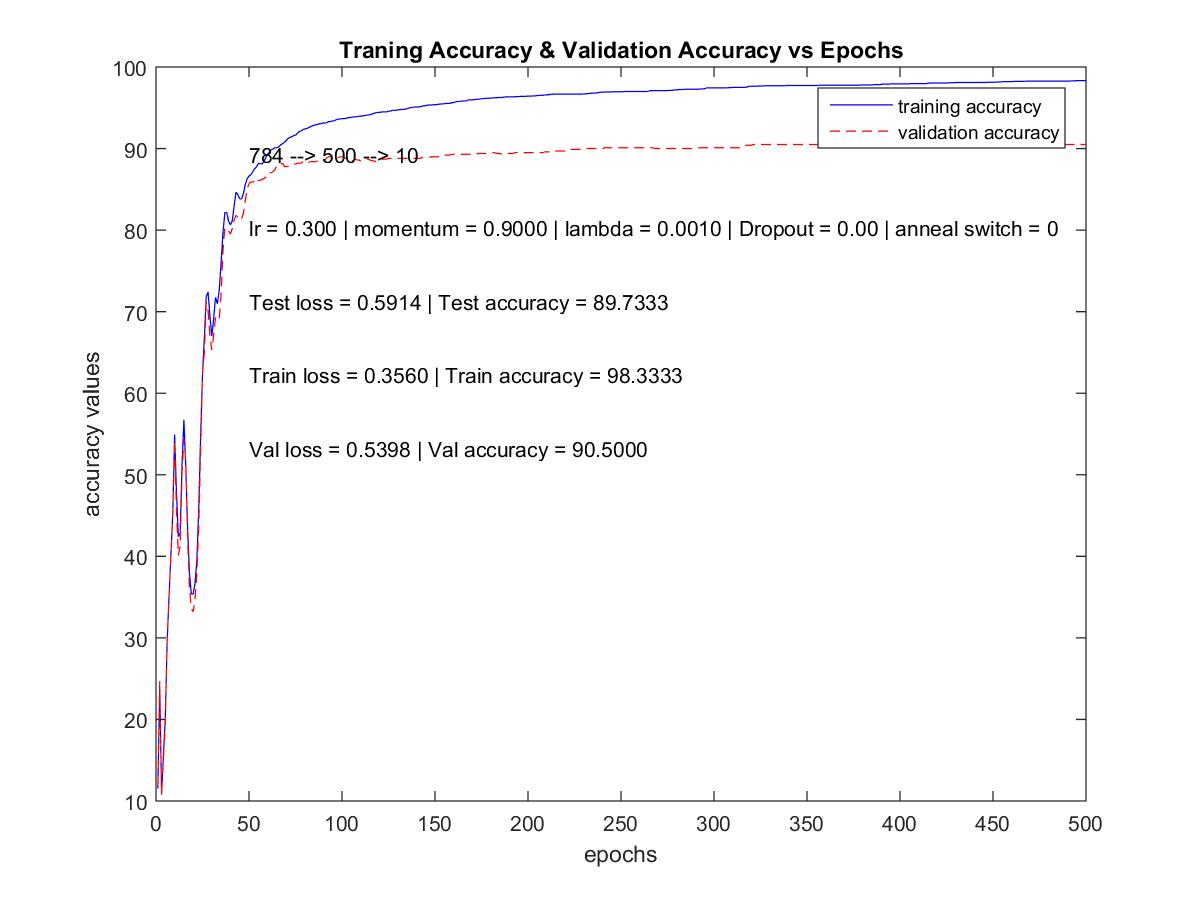 Traning Accuracy & Validation Accuracy vs Epochs
100
90
80
70
60
50
40
30
20
10
accuracy values
training accuracy
validation accuracy
784 --> 500 --> 10
lr = 0.300 | momentum = 0.9000 | lambda = 0.0010 | Dropout = 0.00 | anneal switch = 0
Test loss = 0.5914 | Test accuracy = 89.7333
Train loss = 0.3560 | Train accuracy = 98.3333
Val loss = 0.5398 | Val accuracy = 90.5000
0 50 100 150 200 250 300 350 400 450 500
epochs